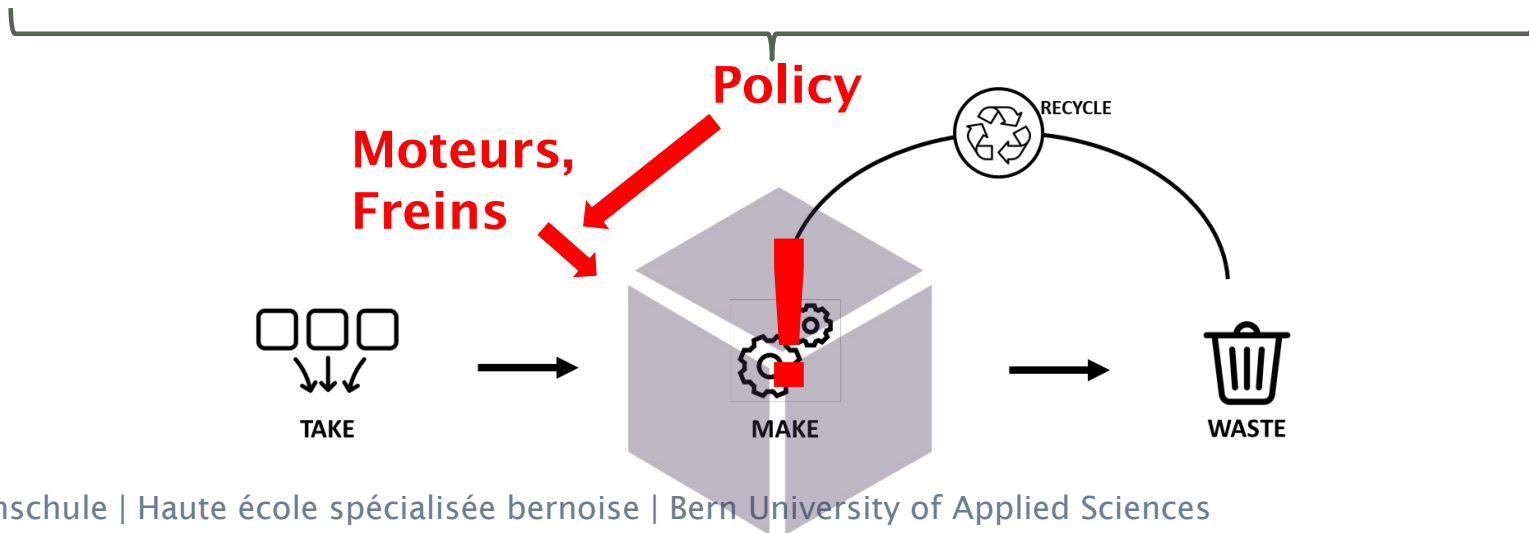 Policy
Moteurs,
Freins
RECYCLE
TAKE
MAKE
WASTE
nschule | Haute école spécialisée bernoise | Bern University of Applied Sciences